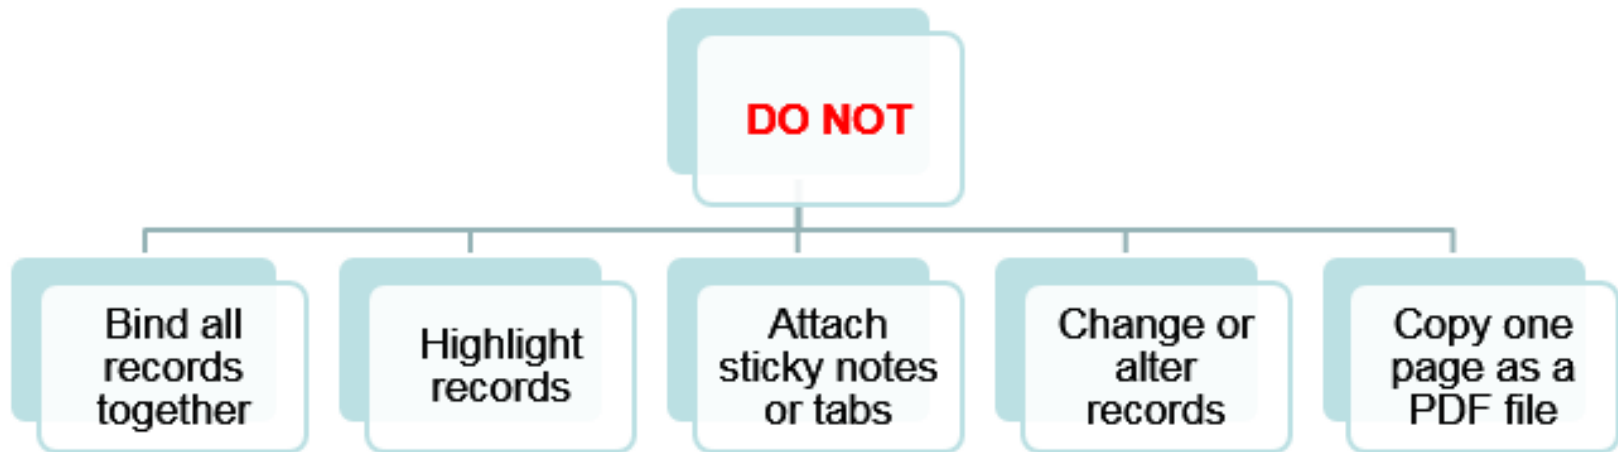 DO NOT
Bind all
records
together
Highlight
records
Attach
sticky notes
or tabs
Change or
alter
records
Copy one
page as a
PDF file